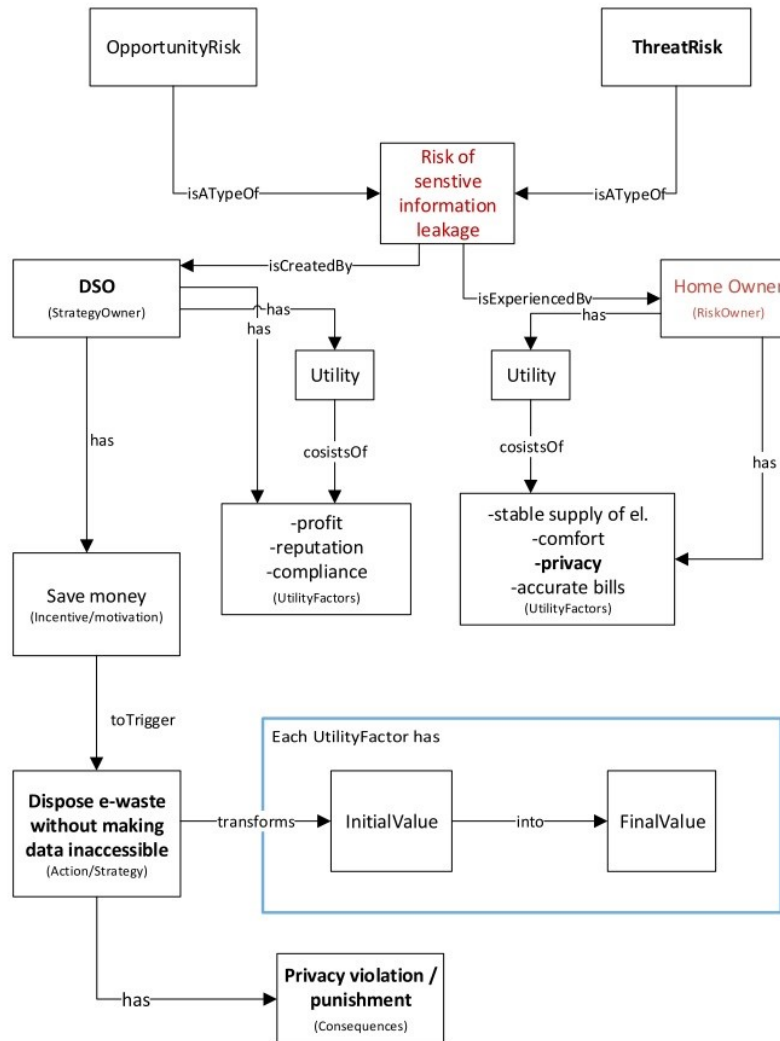 OpportunityRisk
ThreatRisk
Risk of
senstive
information
leakage
isATypeOf
isATypeOf
isCreatedBy
DSO
(StrategyOwner)
isExperiencedBy
Home Owner
(RiskOwner)
has
has
has
Utility
Utility
has
cosistsOf
cosistsOf
has
-profit
-reputation
-compliance
(UtilityFactors)
-stable supply of el.
-comfort
-privacy
-accurate bills
(UtilityFactors)
Save money
(Incentive/motivation)
toTrigger
Each UtilityFactor has
Dispose e-waste
without making
data inaccessible
(Action/Strategy)
transforms
InitialValue
into
FinalValue
has
Privacy violation /
punishment
(Consequences)